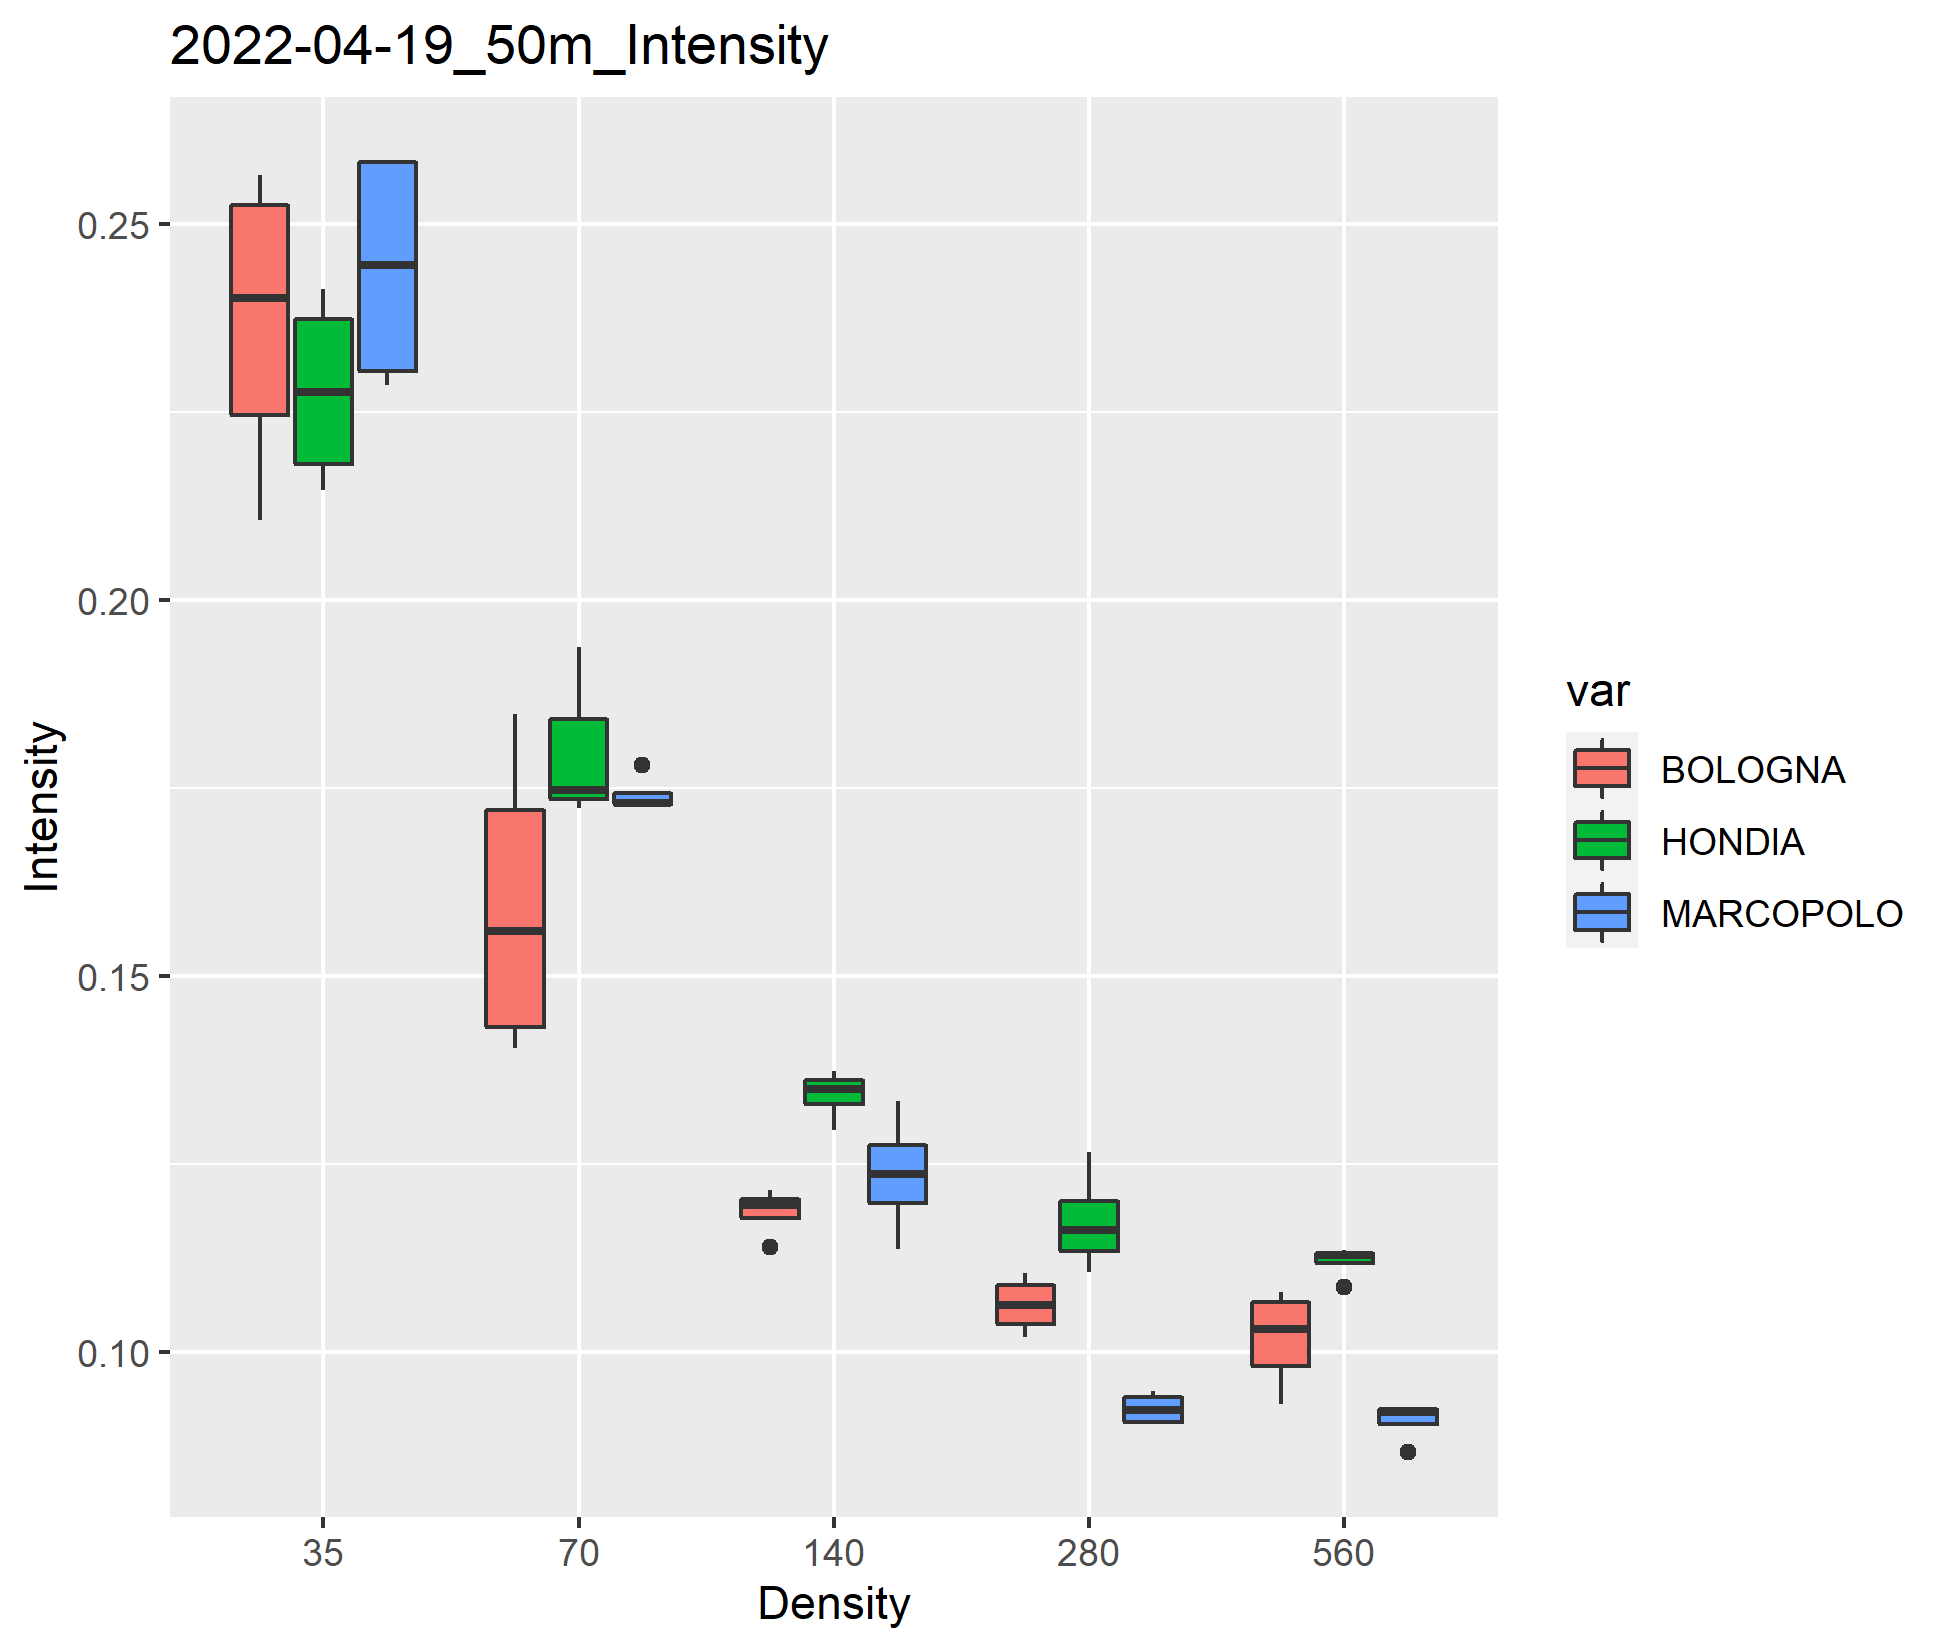 2022-04-19_50m_Intensity
0.25
0.20
0.15
0.10
Intensity
35 70 140 280 560
Density
var
BOLOGNA
HONDIA
MARCOPOLO